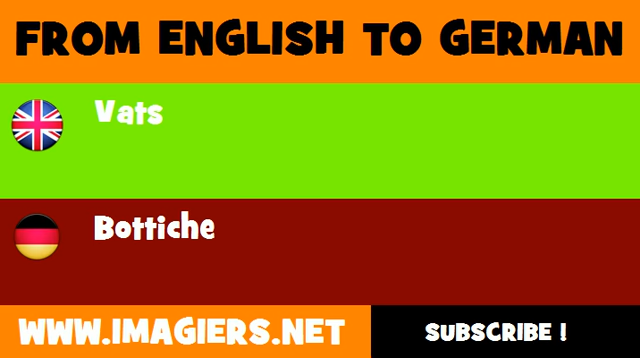 FROM ENGLISH TO GERMAN
Vats
Bottiche
WWW.IMAGIERS.NET
SUBSCRIBE !